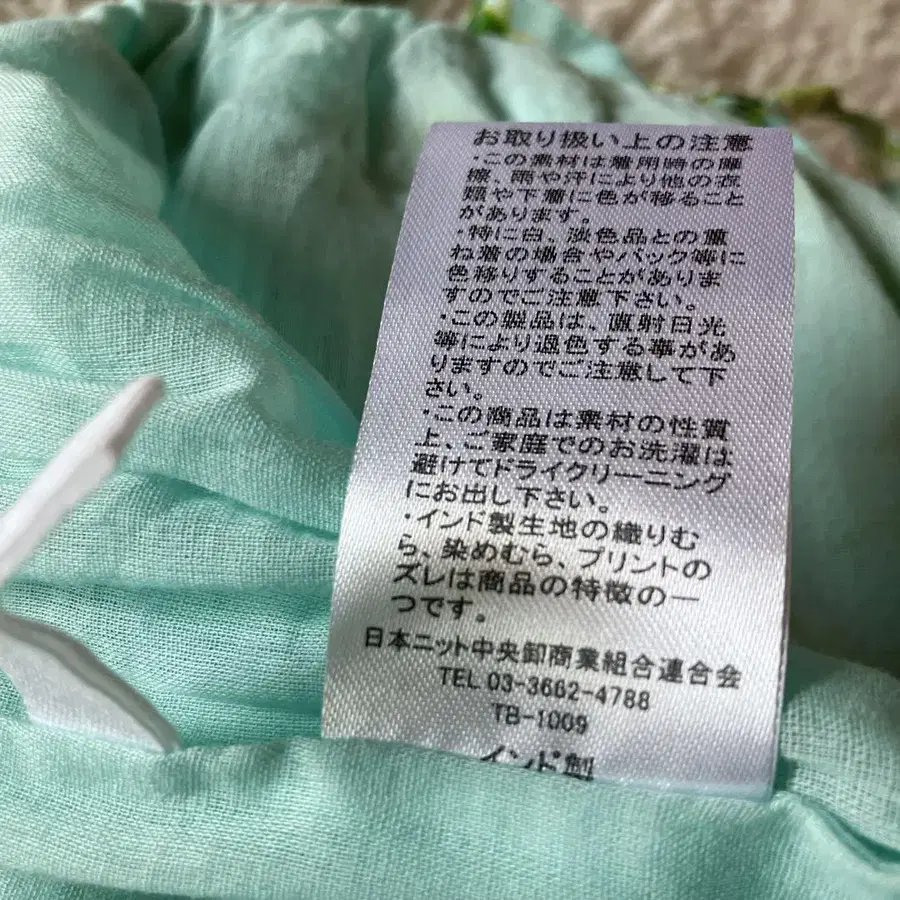 お取り扱い上の注意
・この素材は着用時の摩
擦、雨や汗により他の衣
類や下着に色が移ること
があります。
・特に白、淡色品との重
ね着の場合やバック等に
色移りすることがありま
すのでご注意下さい。
・この製品は、直射日光
等により退色する事があ
りますのでご注意して下
さい。
・この商品は素材の性質
上、ご家庭でのお洗濯は
避けてドライクリーニング
にお出し下さい。
・インド製生地の織りむ
ら、染めむら、プリントの
ズレは商品の特徴の一
つです。
日本ニット中央卸商業組合連合会
TEL 03-3662-4788
TB-1009
インド製